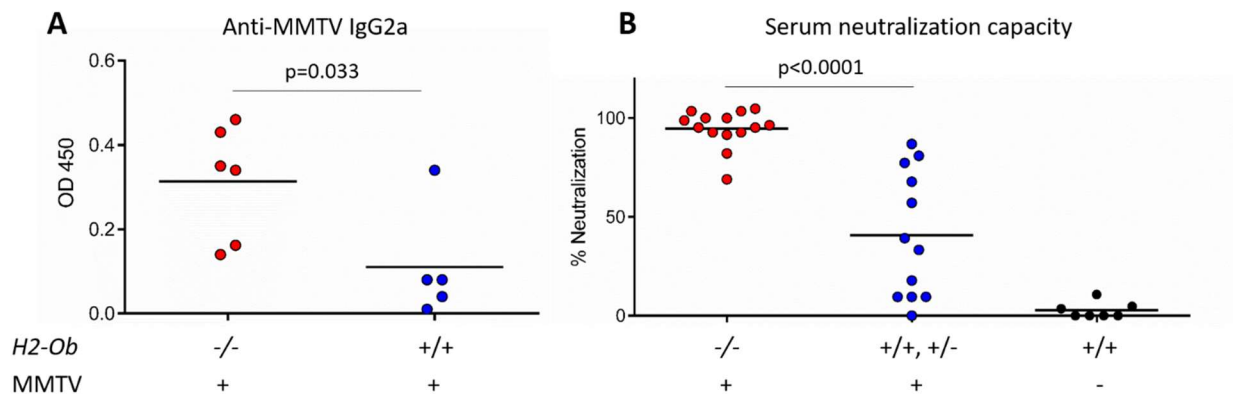 A
Anti-MMTV IgG2a
p=0.033
OD 450
0.6
0.4
0.2
0.0
H2-Ob -/- +/+
MMTV + +
B
Serum neutralization capacity
p<0.0001
% Neutralization
100
50
0
-/- +/+, +/- +/+
+ + -